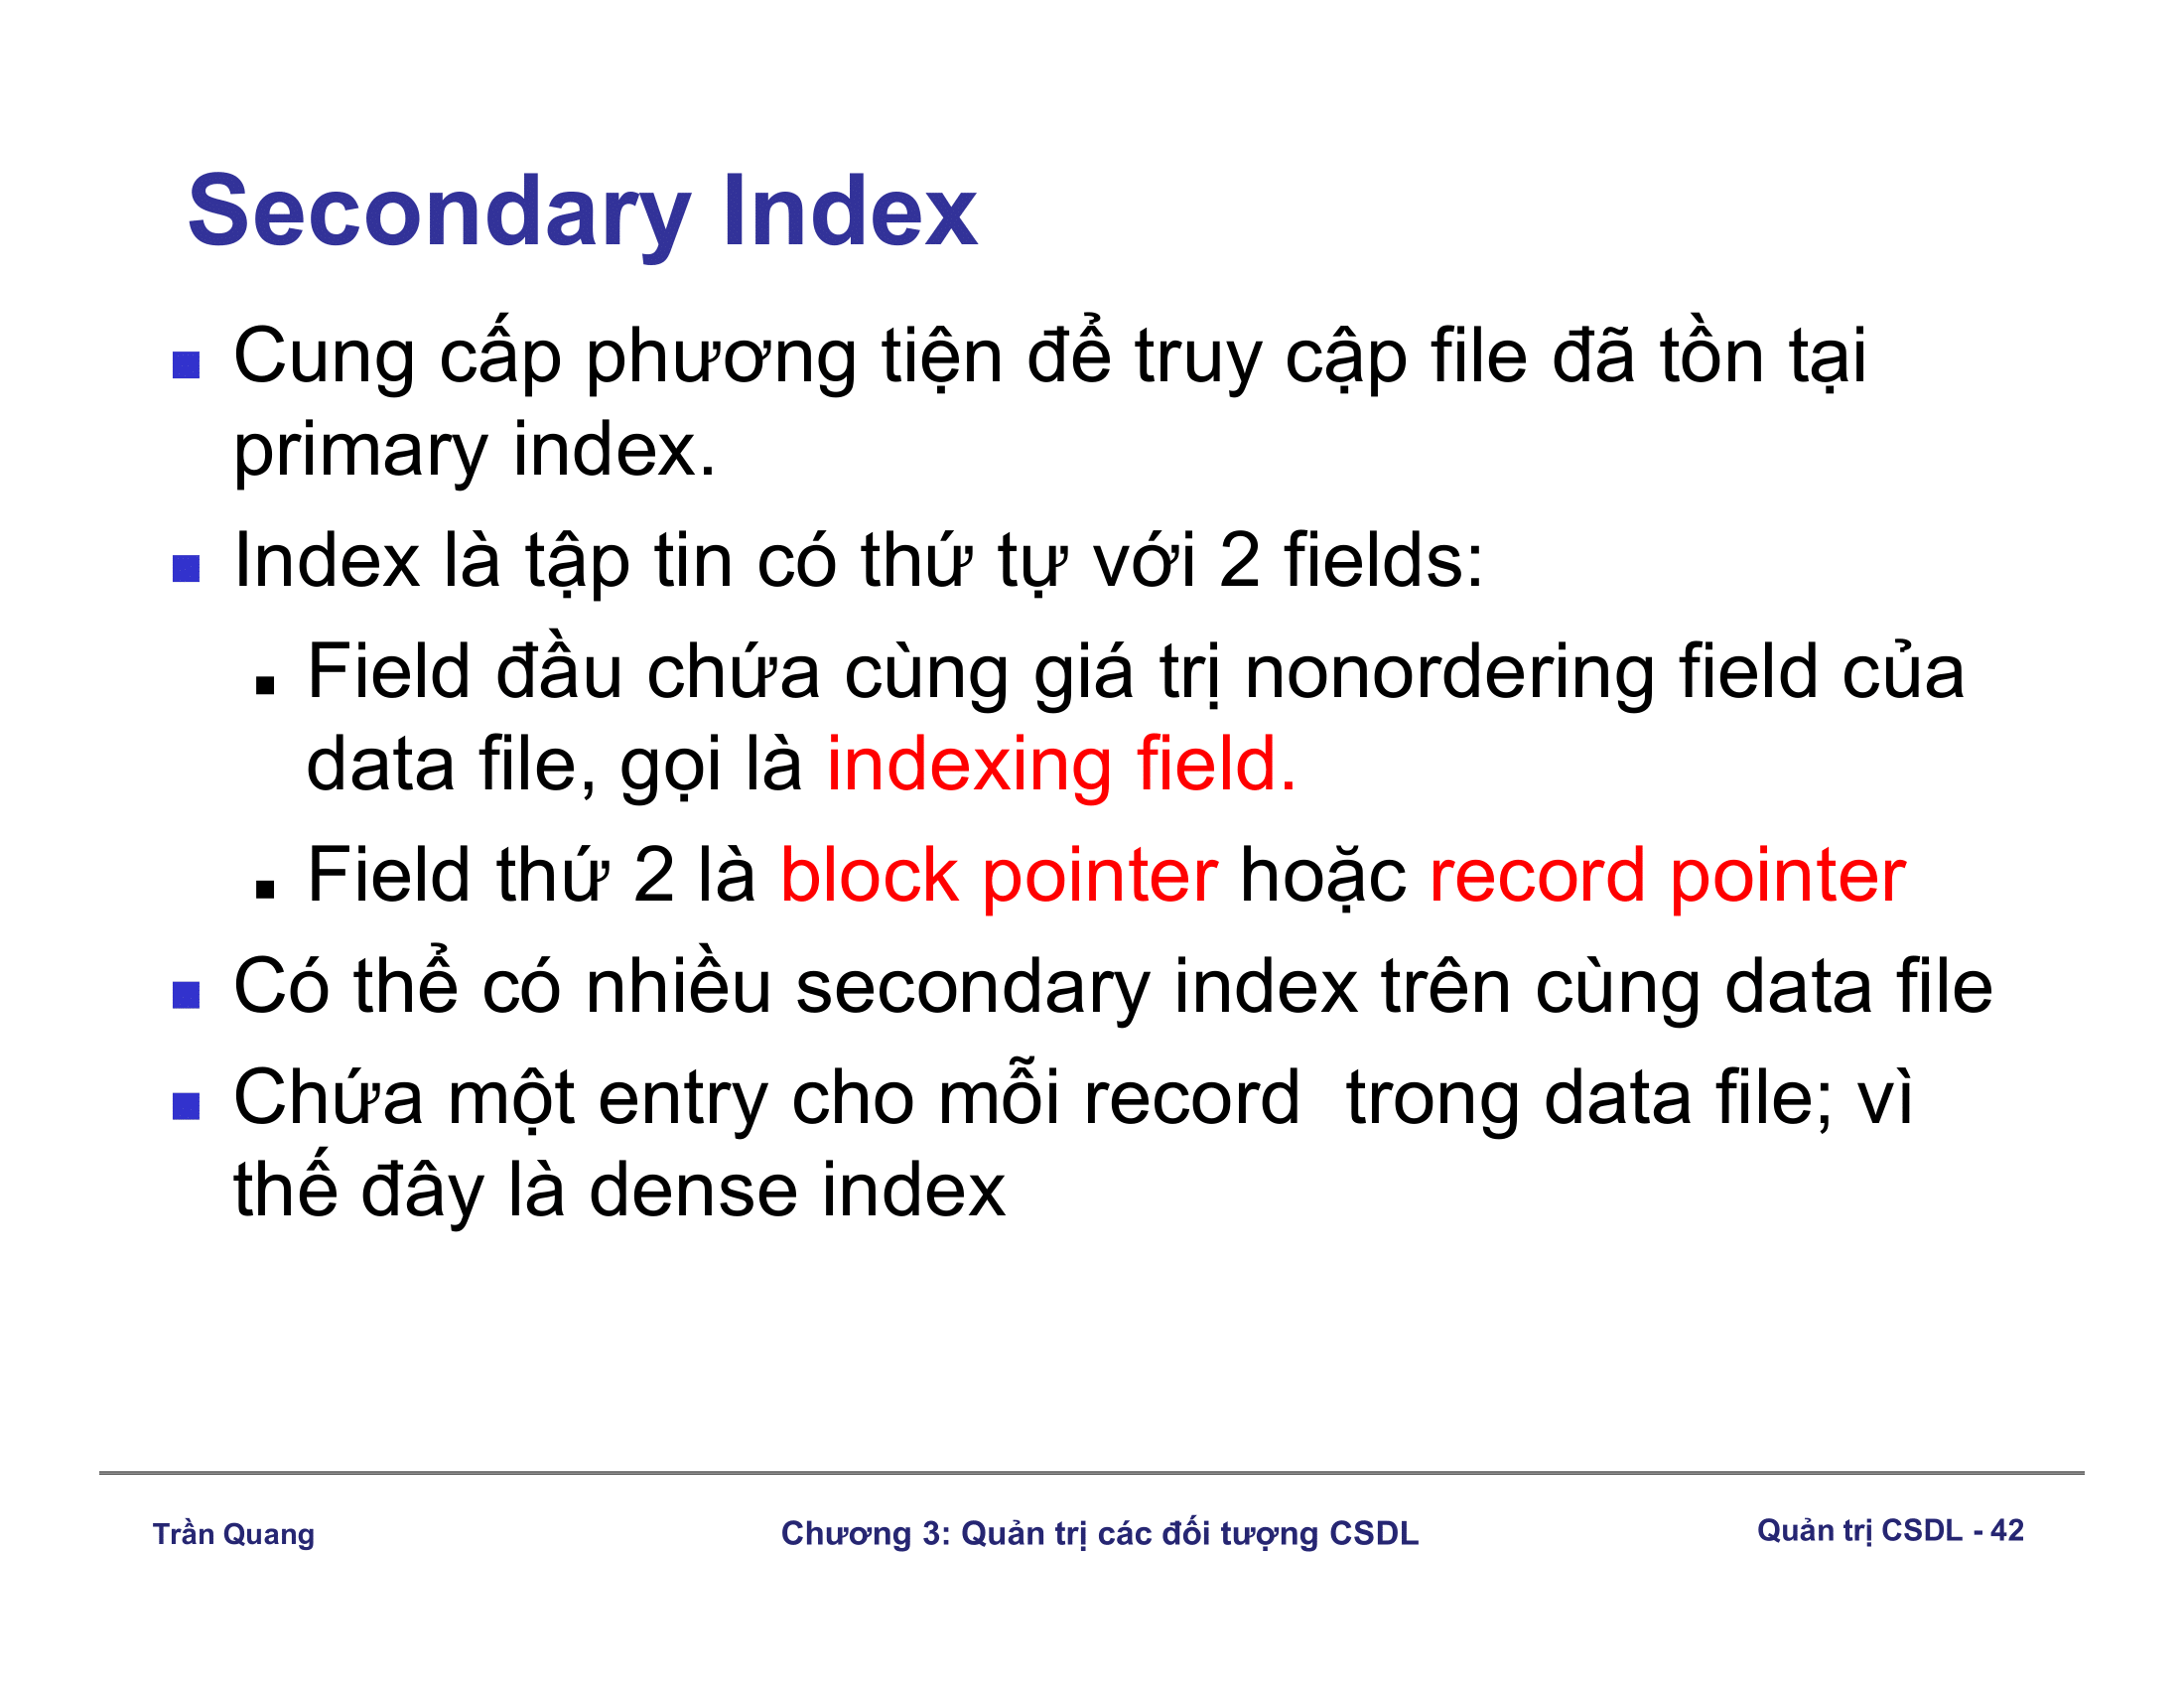 Secondary Index
Cung cấp phương tiện để truy cập file đã tồn tại
primary index.
Index là tập tin có thứ tự với 2 fields:
Field đầu chứa cùng giá trị nonordering field của
data file, gọi là indexing field.
Field thứ 2 là block pointer hoặc record pointer
Có thể có nhiều secondary index trên cùng data file
Chứa một entry cho mỗi record trong data file; vì
thế đây là dense index
Trần Quang
Chương 3: Quản trị các đối tượng CSDL
Quản trị CSDL - 42